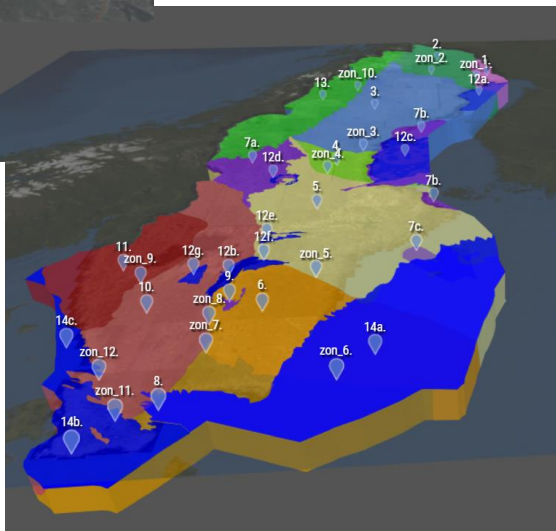 2.
zon_2.
zon_1.
12a.
zon_10.
13.
3.
7b.
zon_3.
12c.
4.
zon_4.
7a.
12d.
5.
7b.
12e.
12f.
7c.
zon_5.
11.
zon_9.
12g.
12b.
9.
10.
6.
zon_8.
14c.
zon_7.
14a.
zon_12.
zon_6.
8.
zon_11.
14b.